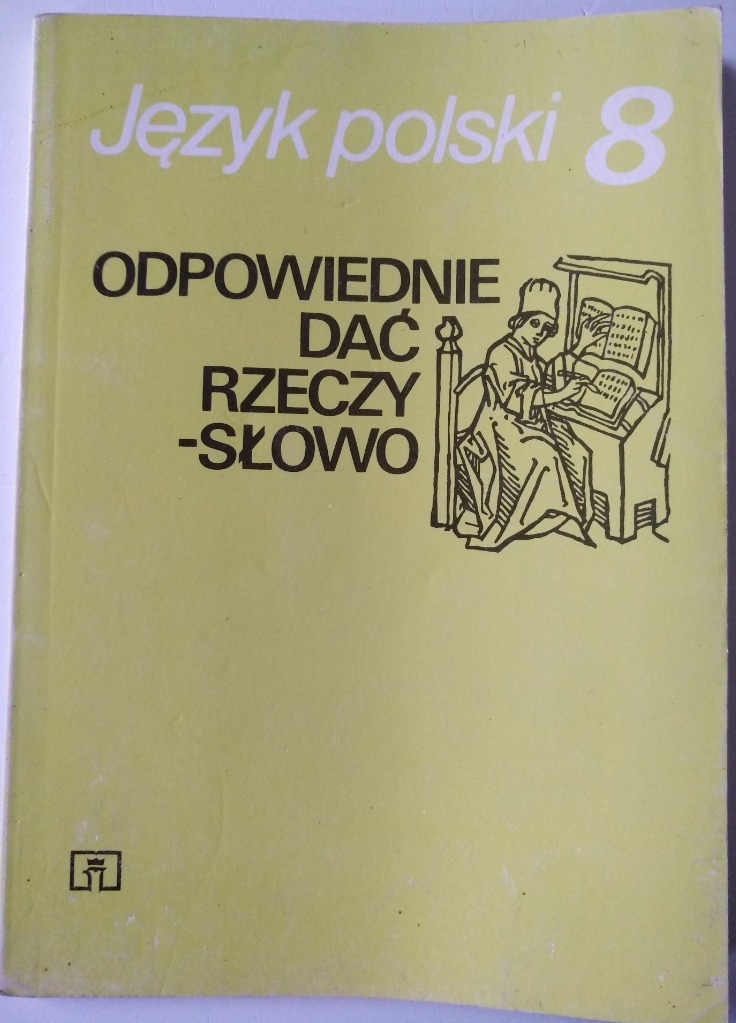 Język polski 8
ODPOWIEDNIE
DAĆ
RZECZY
-SŁOWO